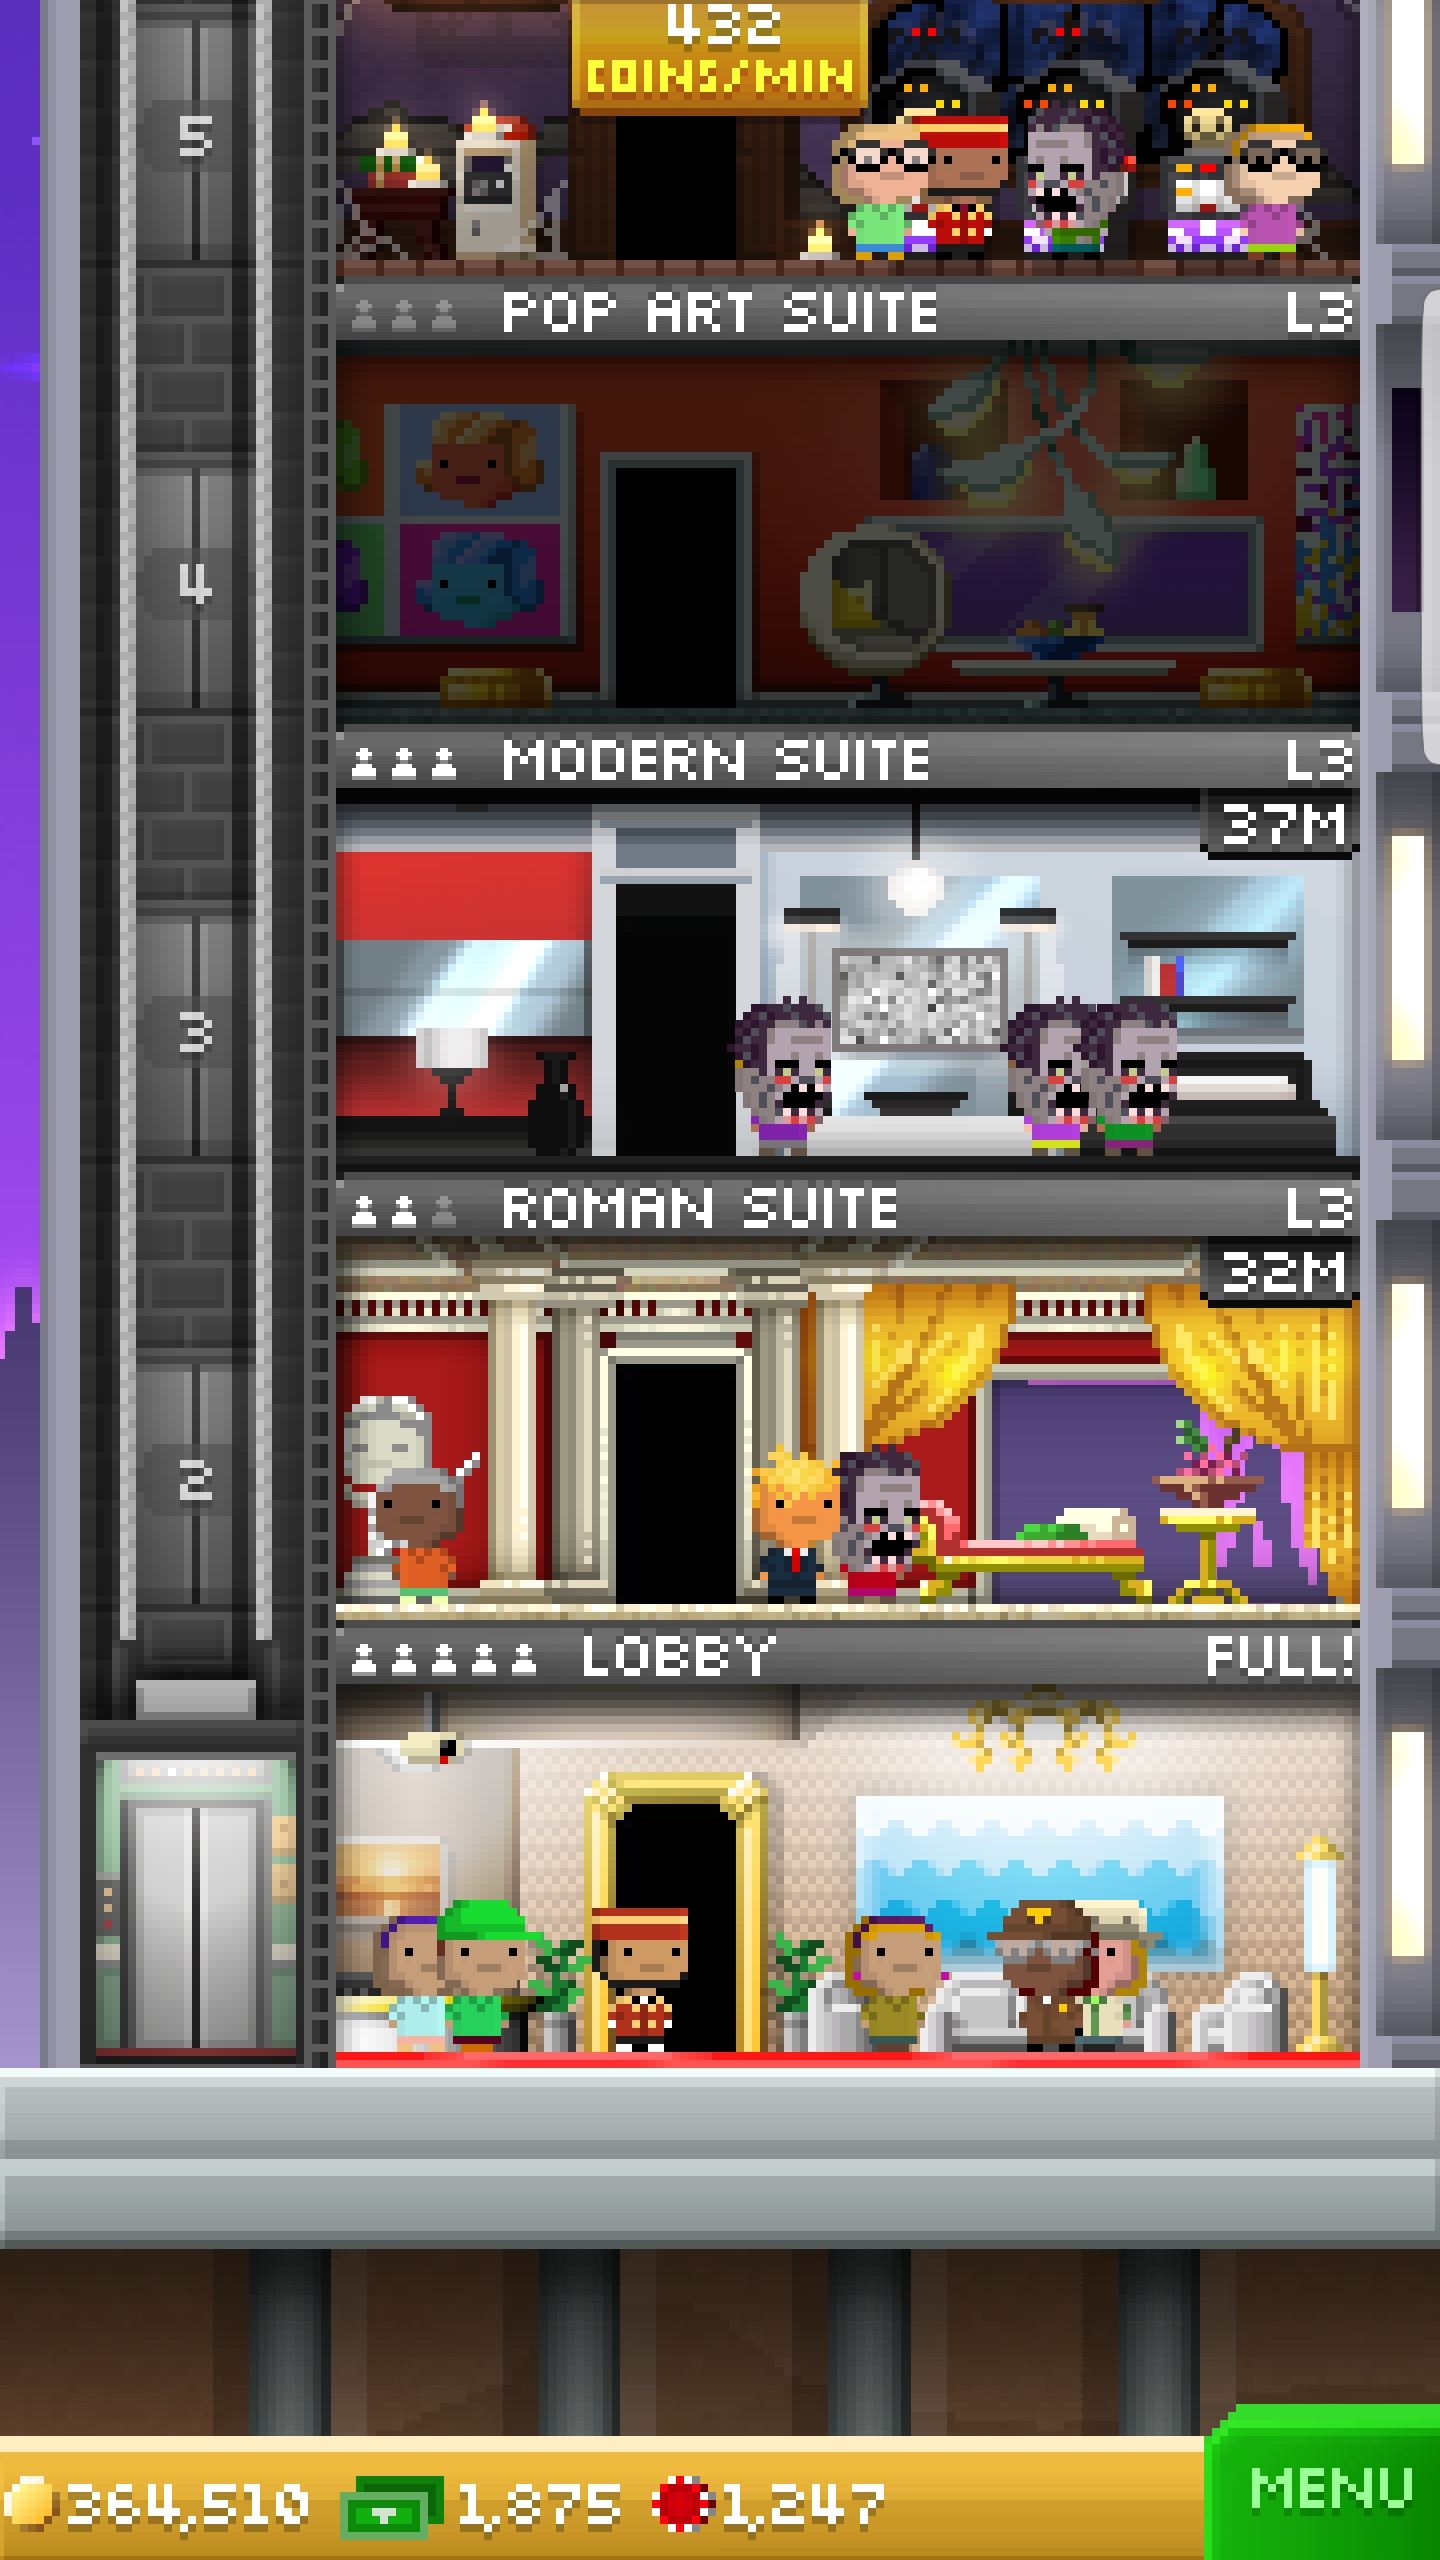 432
COINS/MIN
5
POP ART SUITE L3
4
MODERN SUITE L3
37M
3
ROMAN SUITE L3
32M
2
LOBBY FULL!
364,510 1,875 1,247 MENU